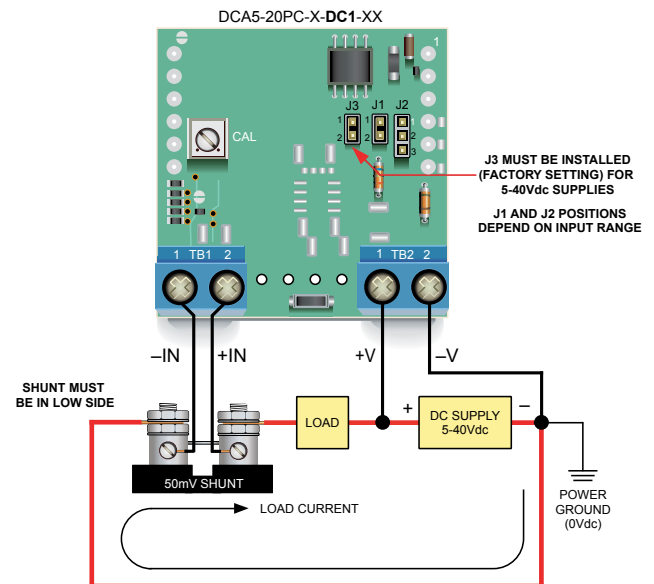 DCA5-20PC-X-DC1-XX
1
J3 J1 J2
1 1 1
2 2 2
3
CAL
J3 MUST BE INSTALLED
(FACTORY SETTING) FOR
5-40Vdc SUPPLIES
J1 AND J2 POSITIONS
DEPEND ON INPUT RANGE
1 TB1 2
1 TB2 2
–IN +IN
+V –V
SHUNT MUST
BE IN LOW SIDE
LOAD
+ DC SUPPLY –
5-40Vdc
50mV SHUNT
LOAD CURRENT
POWER
GROUND
(0Vdc)